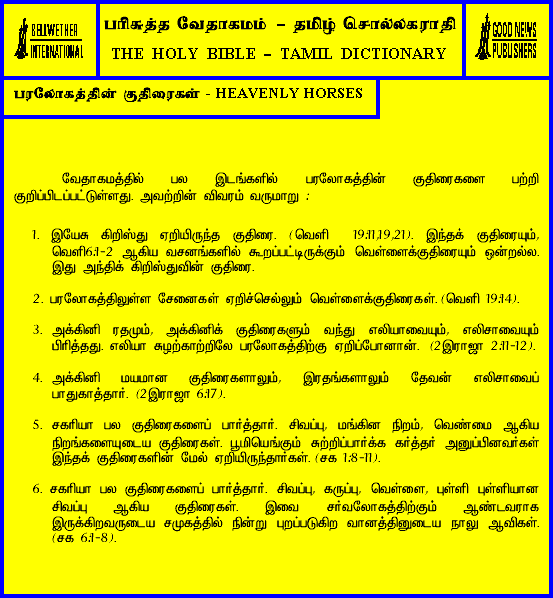 BELLWETHER
INTERNATIONAL
பரிசுத்த வேதாகமம் – தமிழ் சொல்லகராதி
THE HOLY BIBLE – TAMIL DICTIONARY
GOOD NEWS
PUBLISHERS
பரலோகத்தின் குதிரைகள் - HEAVENLY HORSES
வேதாகமத்தில் பல இடங்களில் பரலோகத்தின் குதிரைகளை பற்றி
குறிப்பிடப்பட்டுள்ளது. அவற்றின் விவரம் வருமாறு :
1. இயேசு கிறிஸ்து ஏறியிருந்த குதிரை. (வெளி 19:11,19,21). இந்தக் குதிரையும்,
வெளி6:1-2 ஆகிய வசனங்களில் கூறப்பட்டிருக்கும் வெள்ளைக்குதிரையும் ஒன்றல்ல.
இது அந்திக் கிறிஸ்துவின் குதிரை.
2. பரலோகத்திலுள்ள சேனைகள் ஏறிச்செல்லும் வெள்ளைக்குதிரைகள். (வெளி 19:14).
3. அக்கினி ரதமும், அக்கினிக் குதிரைகளும் வந்து எலியாவையும், எலிசாவையும்
பிரித்தது. எலியா சுழற்காற்றிலே பரலோகத்திற்கு ஏறிப்போனான். (2இராஜா 2:11-12).
4. அக்கினி மயமான குதிரைகளாலும், இரதங்களாலும் தேவன் எலிசாவைப்
பாதுகாத்தார். (2இராஜா 6:17).
5. சகரியா பல குதிரைகளைப் பார்த்தார். சிவப்பு, மங்கின நிறம், வெண்மை ஆகிய
நிறங்களையுடைய குதிரைகள். பூமியெங்கும் சுற்றிப்பார்க்க கர்த்தர் அனுப்பினவர்கள்
இந்தக் குதிரைகளின் மேல் ஏறியிருந்தார்கள். (சக 1:8-11).
6. சகரியா பல குதிரைகளைப் பார்த்தார். சிவப்பு, கருப்பு, வெள்ளை, புள்ளி புள்ளியான
சிவப்பு ஆகிய குதிரைகள். இவை சர்வலோகத்திற்கும் ஆண்டவராக
இருக்கிறவருடைய சமுகத்தில் நின்று புறப்படுகிற வானத்தினுடைய நாலு ஆவிகள்.
(சக 6:1-8).